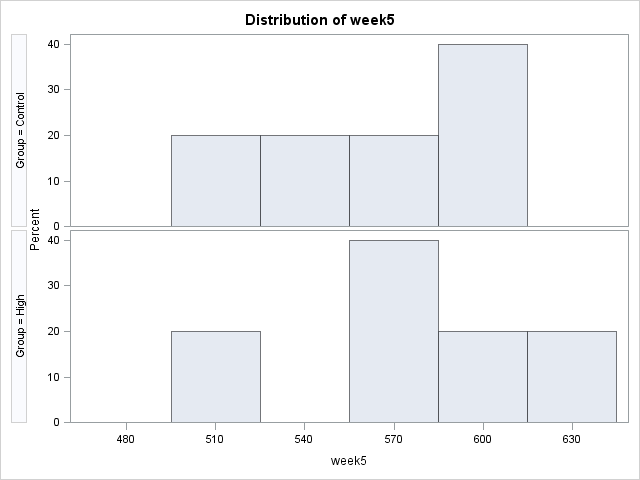 Distribution of week5
Group = Control
40
30
20
10
0
Percent
Group = High
40
30
20
10
0
480 510 540 570 600 630
week5